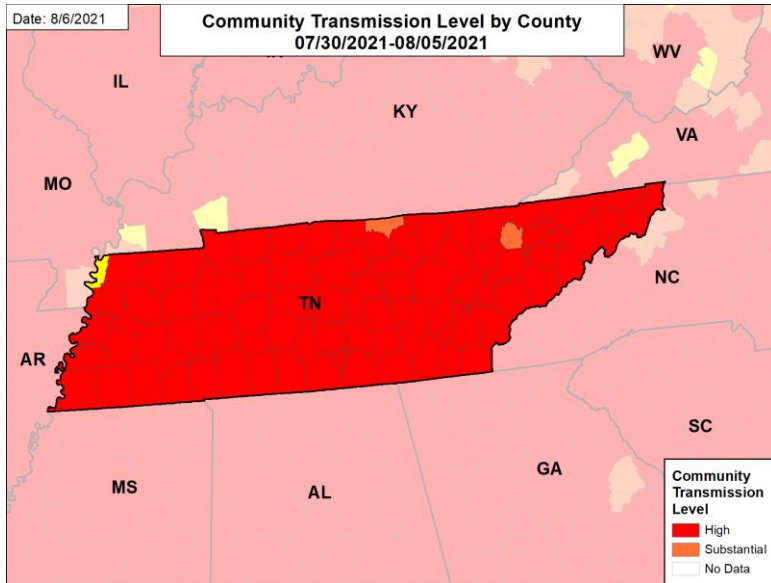 Date: 8/6/2021
Community Transmission Level by County
07/30/2021-08/05/2021
WV
IL
KY
VA
MO
TN
NC
AR
SC
GA
MS
AL
Community
Transmission
Level
High
Substantial
No Data